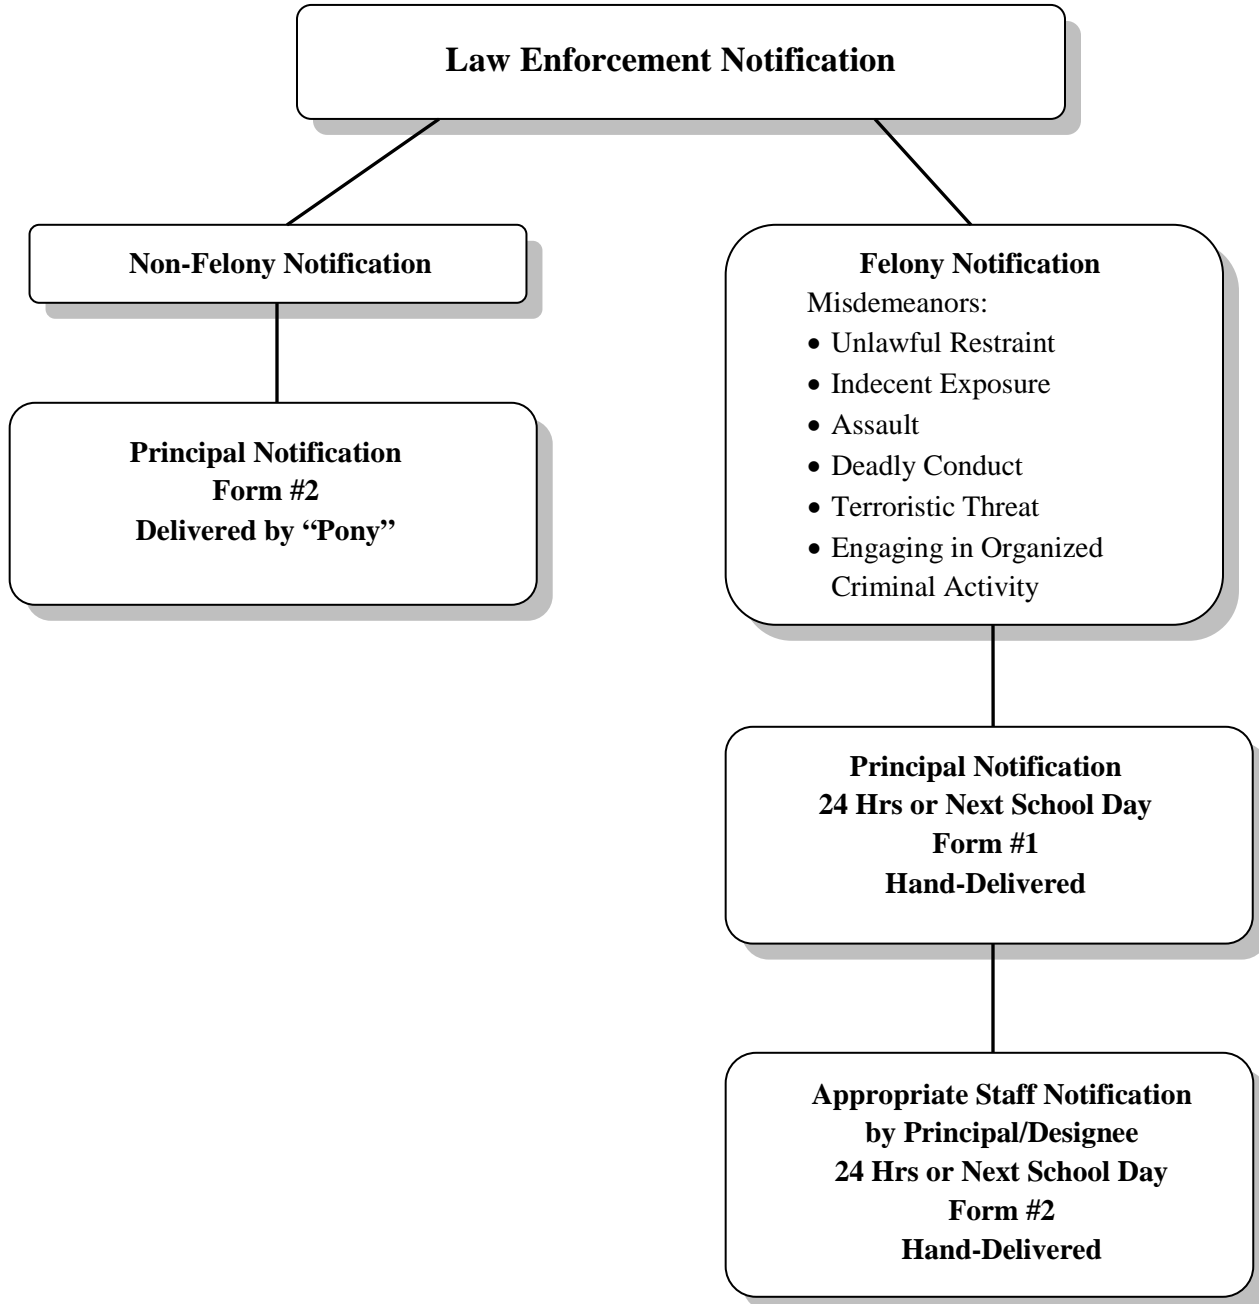 Law Enforcement Notification
Non-Felony Notification
Principal Notification
Form #2
Delivered by “Pony”
Felony Notification
Misdemeanors:
• Unlawful Restraint
• Indecent Exposure
• Assault
• Deadly Conduct
• Terroristic Threat
• Engaging in Organized
Criminal Activity
Principal Notification
24 Hrs or Next School Day
Form #1
Hand-Delivered
Appropriate Staff Notification
by Principal/Designee
24 Hrs or Next School Day
Form #2
Hand-Delivered